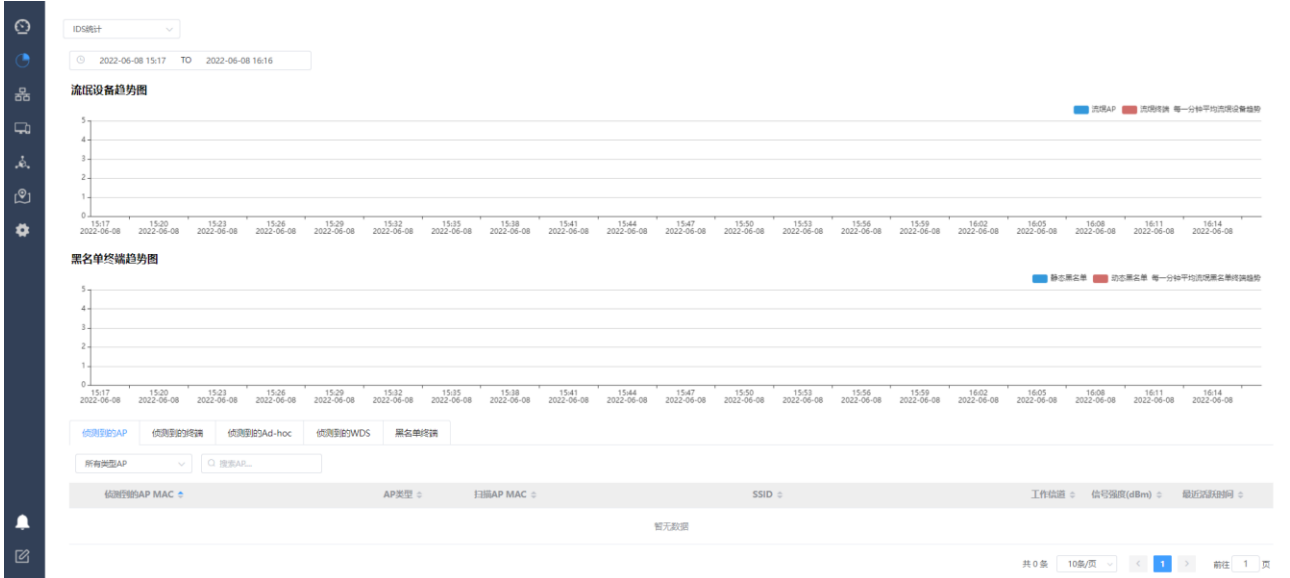 IDS统计
2022-06-08 15:17 TO 2022-06-08 16:16
流氓设备趋势图
流氓AP 流氓终端 每一分钟平均流氓设备趋势
5
4
3
2
1
0
15:17 15:20 15:23 15:26 15:29 15:32 15:35 15:38 15:41 15:44 15:47 15:50 15:53 15:56 15:59 16:02 16:05 16:08 16:11 16:14
2022-06-08 2022-06-08 2022-06-08 2022-06-08 2022-06-08 2022-06-08 2022-06-08 2022-06-08 2022-06-08 2022-06-08 2022-06-08 2022-06-08 2022-06-08 2022-06-08 2022-06-08 2022-06-08 2022-06-08 2022-06-08 2022-06-08 2022-06-08
黑名单终端趋势图
静态黑名单 动态黑名单 每一分钟平均流氓黑名单终端趋势
5
4
3
2
1
0
15:17 15:20 15:23 15:26 15:29 15:32 15:35 15:38 15:41 15:44 15:47 15:50 15:53 15:56 15:59 16:02 16:05 16:08 16:11 16:14
2022-06-08 2022-06-08 2022-06-08 2022-06-08 2022-06-08 2022-06-08 2022-06-08 2022-06-08 2022-06-08 2022-06-08 2022-06-08 2022-06-08 2022-06-08 2022-06-08 2022-06-08 2022-06-08 2022-06-08 2022-06-08 2022-06-08 2022-06-08
侦测到的AP 侦测到的终端 侦测到的Ad-hoc 侦测到的WDS 黑名单终端
所有类型AP 搜索AP...
侦测到的AP MAC AP类型 扫描AP MAC SSID 工作信道 信号强度(dBm) 最近活跃时间
暂无数据
共 0 条 10条/页 1 前往 1 页